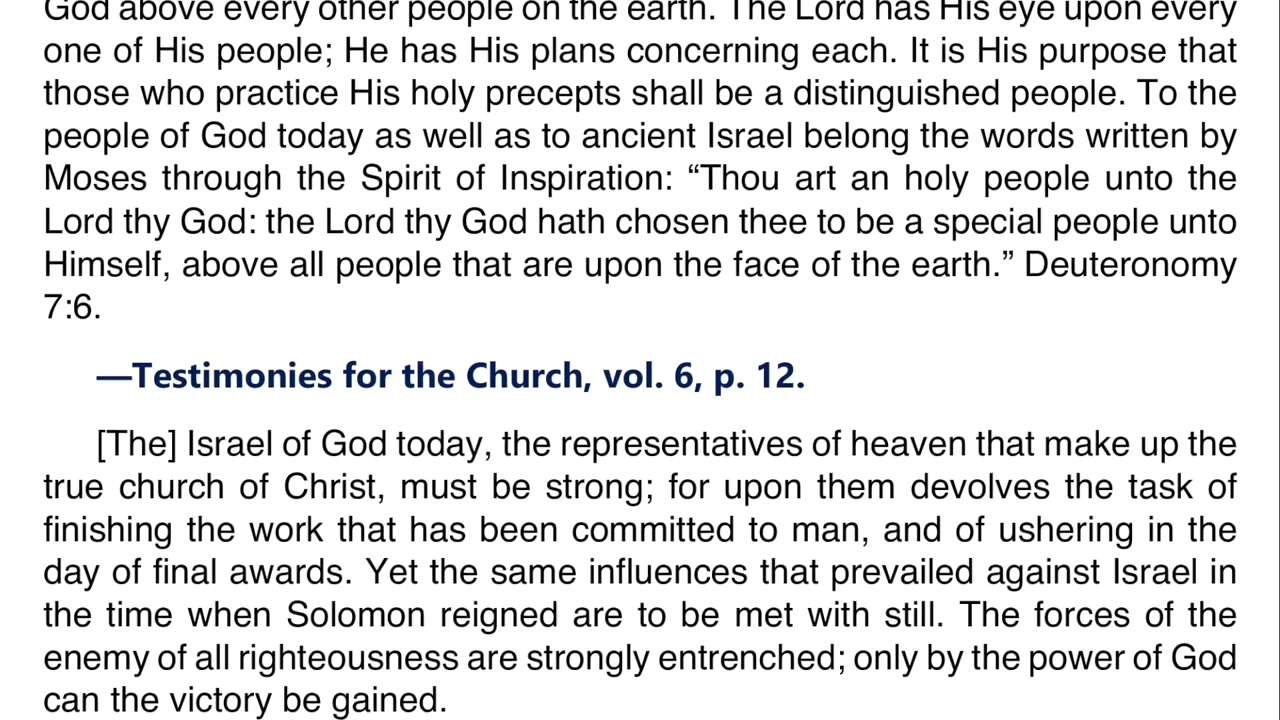 God above every other people on the earth. The Lord has His eye upon every
one of His people; He has His plans concerning each. It is His purpose that
those who practice His holy precepts shall be a distinguished people. To the
people of God today as well as to ancient Israel belong the words written by
Moses through the Spirit of Inspiration: “Thou art an holy people unto the
Lord thy God: the Lord thy God hath chosen thee to be a special people unto
Himself, above all people that are upon the face of the earth.” Deuteronomy
7:6.
—Testimonies for the Church, vol. 6, p. 12.
[The] Israel of God today, the representatives of heaven that make up the
true church of Christ, must be strong; for upon them devolves the task of
finishing the work that has been committed to man, and of ushering in the
day of final awards. Yet the same influences that prevailed against Israel in
the time when Solomon reigned are to be met with still. The forces of the
enemy of all righteousness are strongly entrenched; only by the power of God
can the victory be gained.